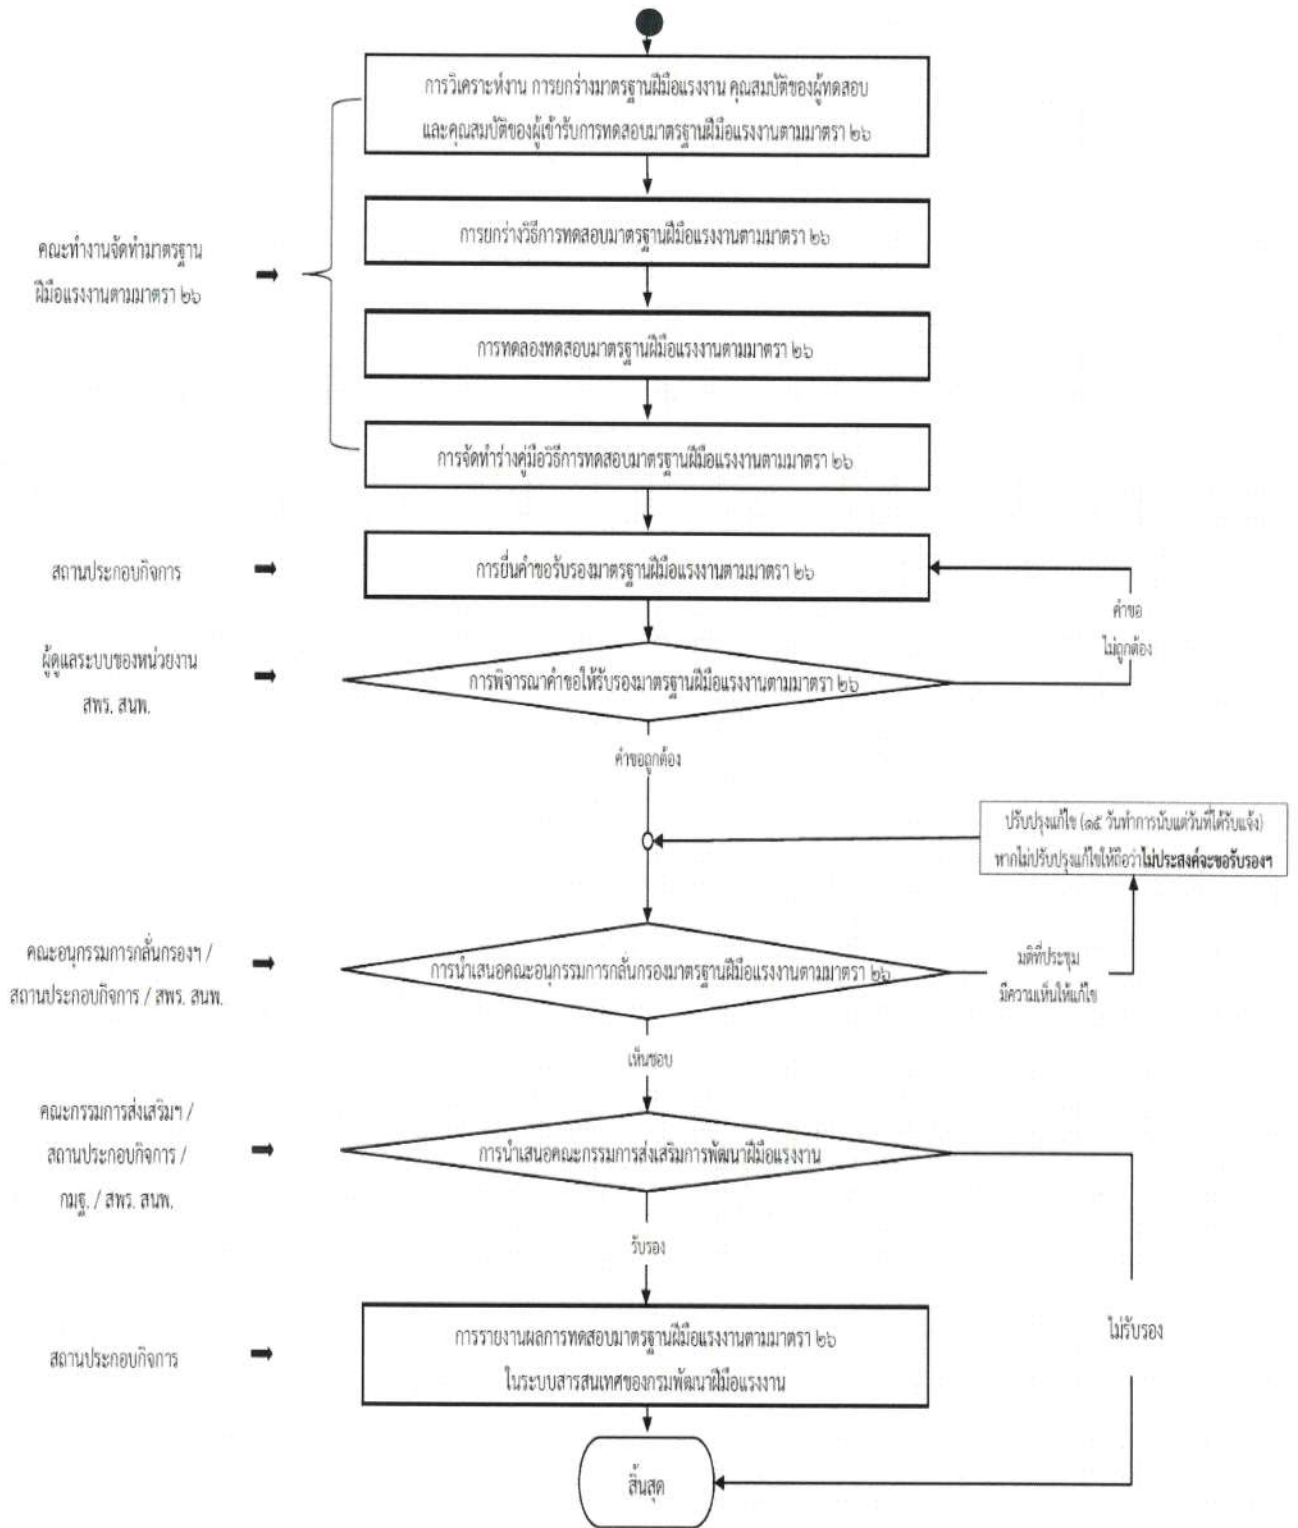 การวิเคราะห์งาน การยกร่างมาตรฐานฝีมือแรงงาน คุณสมบัติของผู้ทดสอบ
และคุณสมบัติของผู้เข้ารับการทดสอบมาตรฐานฝีมือแรงงานตามมาตรา ๒๖
การยกร่างวิธีการทดสอบมาตรฐานฝีมือแรงงานตามมาตรา ๒๖
คณะทำงานจัดทำมาตรฐาน
ฝีมือแรงงานตามมาตรา ๒๖
การทดลองทดสอบมาตรฐานฝีมือแรงงานตามมาตรา ๒๖
การจัดทำร่างคู่มือวิธีการทดสอบมาตรฐานฝีมือแรงงานตามมาตรา ๒๖
สถานประกอบกิจการ
การยื่นคำขอรับรองมาตรฐานฝีมือแรงงานตามมาตรา ๒๖
คำขอ
ไม่ถูกต้อง
ผู้ดูแลระบบของหน่วยงาน
สพร. สนพ.
การพิจารณาคำขอให้รับรองมาตรฐานฝีมือแรงงานตามมาตรา ๒๖
คำขอถูกต้อง
ปรับปรุงแก้ไข (๑๕ วันทำการนับแต่วันที่ได้รับแจ้ง)
หากไม่ปรับปรุงแก้ไขให้ถือว่าไม่ประสงค์จะขอรับรองฯ
คณะอนุกรรมการกลั่นกรองฯ /
สถานประกอบกิจการ / สพร. สนพ.
การนำเสนอคณะอนุกรรมการกลั่นกรองมาตรฐานฝีมือแรงงานตามมาตรา ๒๖
มติที่ประชุม
มีความเห็นให้แก้ไข
เห็นชอบ
คณะกรรมการส่งเสริมฯ /
สถานประกอบกิจการ /
กมฐ. / สพร. สนพ.
การนำเสนอคณะกรรมการส่งเสริมการพัฒนาฝีมือแรงงาน
รับรอง
ไม่รับรอง
สถานประกอบกิจการ
การรายงานผลการทดสอบมาตรฐานฝีมือแรงงานตามมาตรา ๒๖
ในระบบสารสนเทศของกรมพัฒนาฝีมือแรงงาน
สิ้นสุด